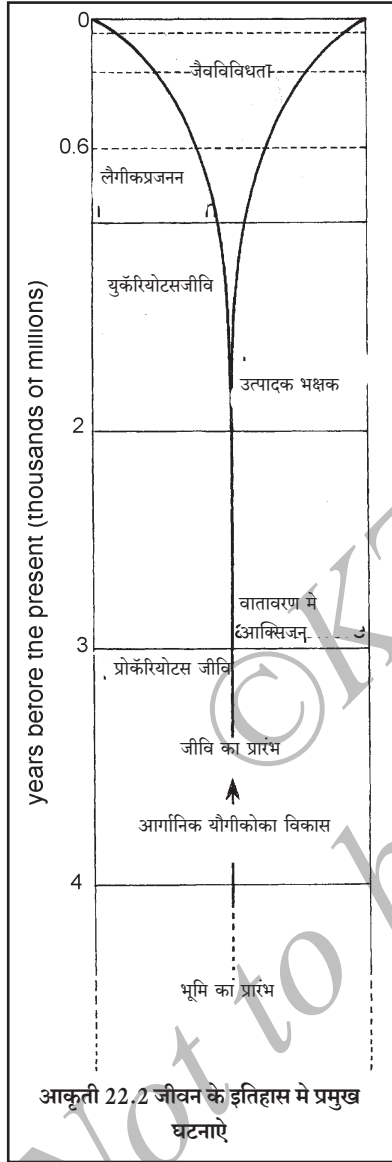 0
जैवविविधता
0.6
लैगीकप्रजनन
युकॅरियोटसजीवि
उत्पादक भक्षक
2
years before the present (thousands of millions)
वातावरण मे
आक्सिजन
3
प्रोकॅरियोटस जीवि
जीवि का प्रारंभ
आर्गानिक यौगीकोका विकास
4
भूमि का प्रारंभ
आकृती 22.2 जीवन के इतिहास मे प्रमुख
घटनाऐ